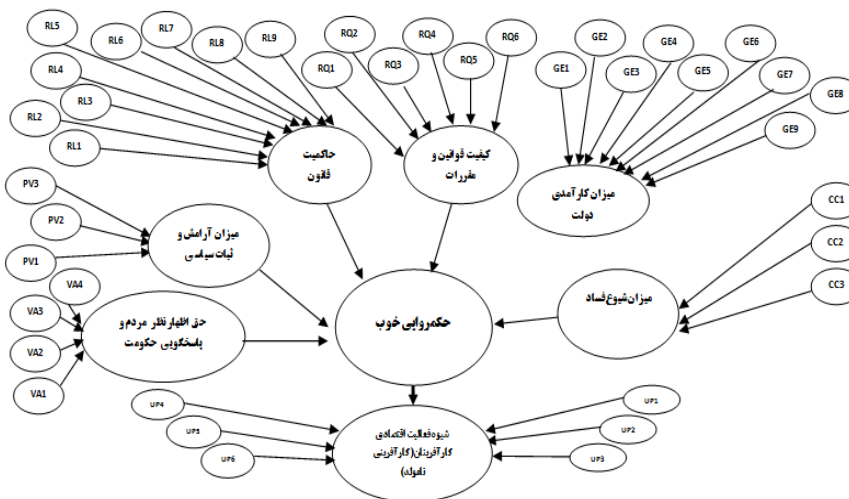 RL5
RL6
RL7
RL8
RL9
RQ2
RQ4
RQ6
GE2
GE4
GE6
RL4
RQ1
RQ3
RQ5
GE1
GE3
GE5
GE7
GE8
RL3
RL2
GE9
RL1
حاکمیت
قانون
کیفیت قوانین و
مقررات
میزان کارآمدی
دولت
PV3
PV2
PV1
میزان آرامش و
ثبات سیاسی
CC1
CC2
CC3
میزان شیوع فساد
VA4
VA3
VA2
VA1
حق اظهار نظر مردم و
پاسخگویی حکومت
حکمروایی خوب
UP4
UP5
UP6
UP1
UP2
UP3
شیوه فعالیت اقتصادی
کارآفرینان(کارآفرینی
نامولد)